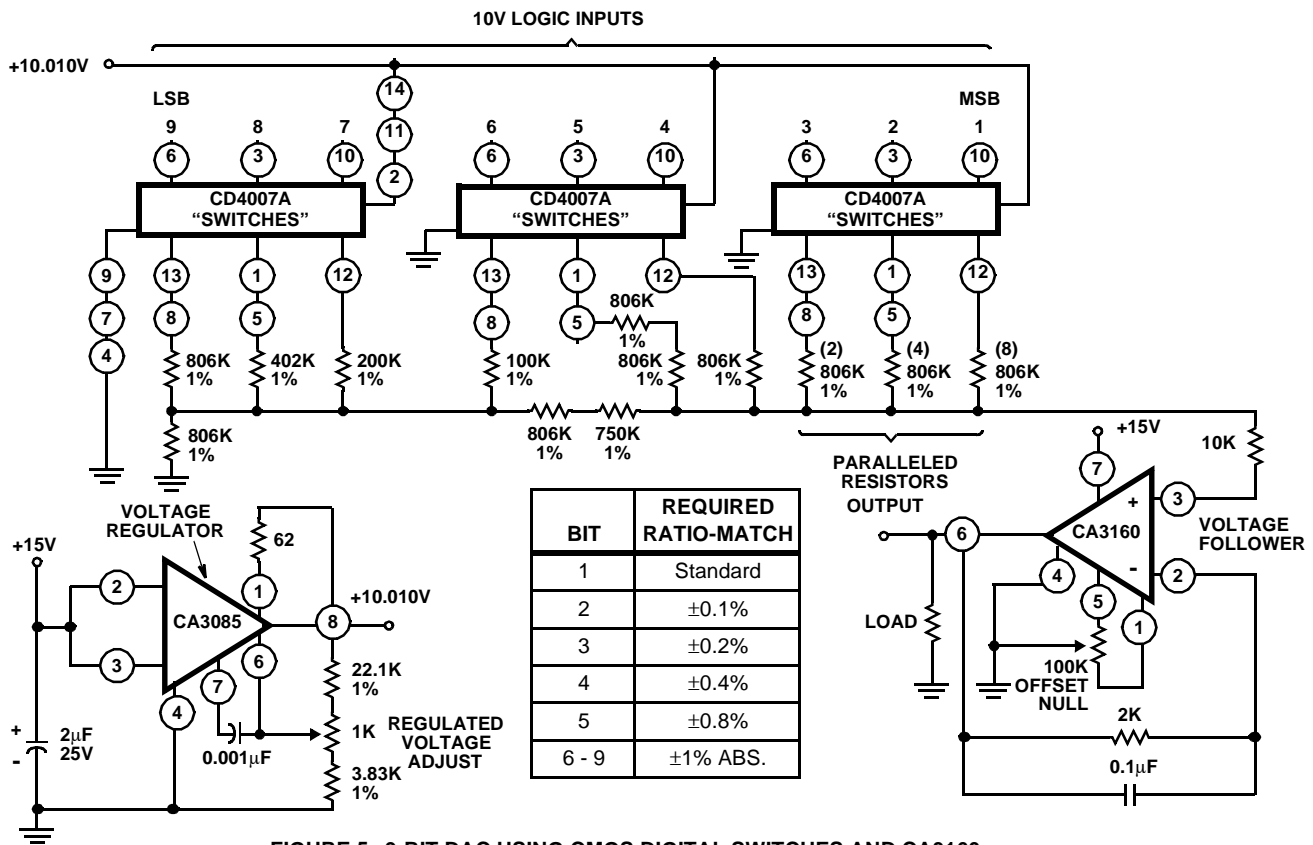 10V LOGIC INPUTS
+10.010V
LSB
MSB
9
8
7
6
5
4
3
2
1
14
11
2
6
3
10
6
3
10
6
3
10
CD4007A
“SWITCHES”
CD4007A
“SWITCHES”
CD4007A
“SWITCHES”
9
7
4
13
8
1
5
12
13
8
1
5
12
13
8
1
5
12
806K
1%
402K
1%
200K
1%
100K
1%
806K
1%
806K
1%
806K
1%
(2)
806K
1%
(4)
806K
1%
(8)
806K
1%
806K
1%
806K
1%
750K
1%
PARALLELED
RESISTORS
OUTPUT
+15V
10K
7
3
+
CA3160
-
VOLTAGE
FOLLOWER
6
4
2
5
1
LOAD
100K
OFFSET
NULL
2K
0.1μF
VOLTAGE
REGULATOR
+15V
62
2
3
1
CA3085
8
+10.010V
6
7
4
22.1K
1%
1K
REGULATED
VOLTAGE
ADJUST
3.83K
1%
+
2μF
25V
-
0.001μF
BIT REQUIRED RATIO-MATCH
1 Standard
2 ±0.1%
3 ±0.2%
4 ±0.4%
5 ±0.8%
6 - 9 ±1% ABS.